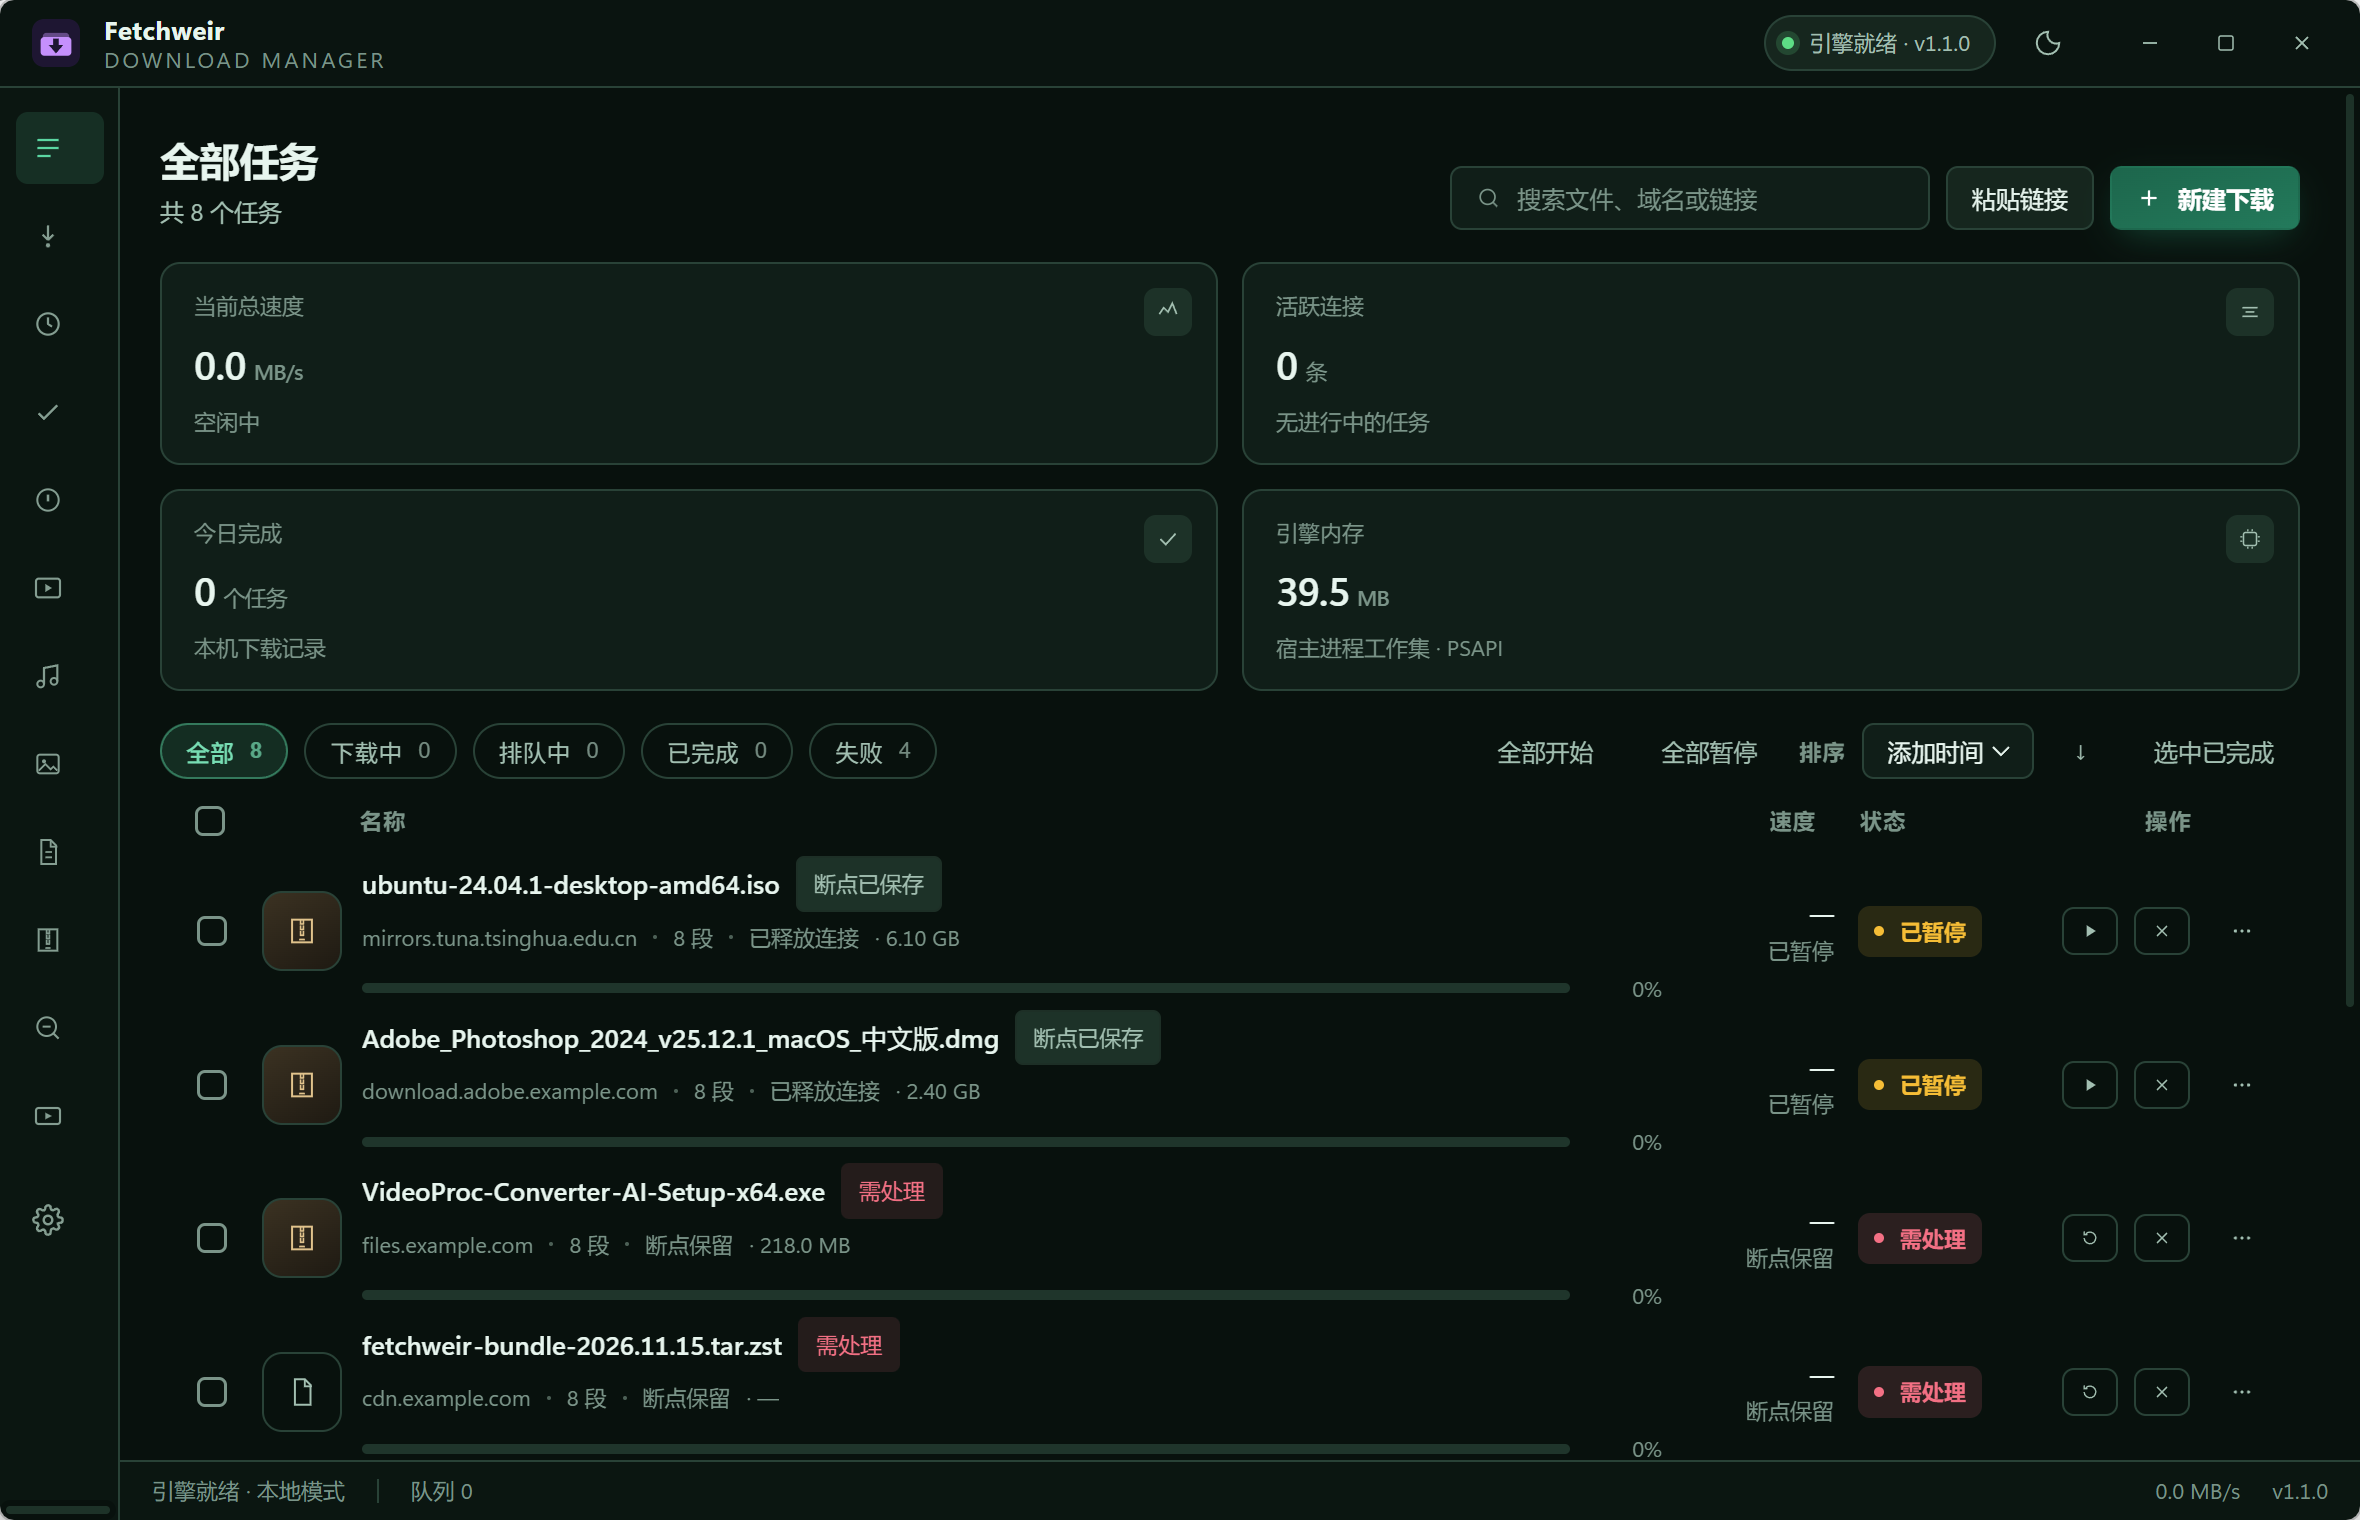 Fetchweir
DOWNLOAD MANAGER
引擎就绪 · v1.1.0
全部任务
共 8 个任务
搜索文件、域名或链接
粘贴链接
新建下载
当前总速度
0.0 MB/s
空闲中
活跃连接
0 条
无进行中的任务
今日完成
0 个任务
本机下载记录
引擎内存
39.5 MB
宿主进程工作集 · PSAPI
全部 8
下载中 0
排队中 0
已完成 0
失败 4
全部开始
全部暂停
排序
添加时间
↓
选中已完成
名称
速度
状态
操作
ubuntu-24.04.1-desktop-amd64.iso
断点已保存
mirrors.tuna.tsinghua.edu.cn · 8 段 · 已释放连接 · 6.10 GB
0%
—
已暂停
已暂停
Adobe_Photoshop_2024_v25.12.1_macOS_中文版.dmg
断点已保存
download.adobe.example.com · 8 段 · 已释放连接 · 2.40 GB
0%
—
已暂停
已暂停
VideoProc-Converter-AI-Setup-x64.exe
需处理
files.example.com · 8 段 · 断点保留 · 218.0 MB
0%
—
断点保留
需处理
fetchweir-bundle-2026.11.15.tar.zst
需处理
cdn.example.com · 8 段 · 断点保留 · —
0%
—
断点保留
需处理
引擎就绪 · 本地模式
队列 0
0.0 MB/s
v1.1.0